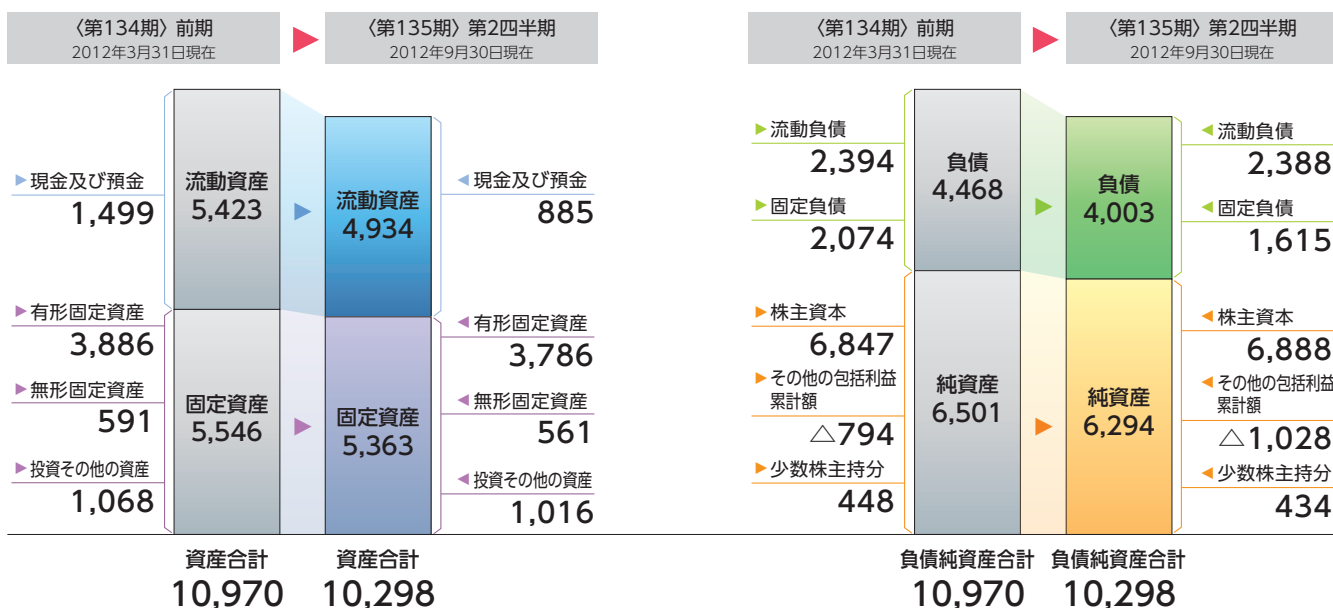 〈第134期〉前期
2012年3月31日現在
〈第135期〉第2四半期
2012年9月30日現在
現金及び預金
1,499
有形固定資産
3,886
無形固定資産
591
投資その他の資産
1,068
流動資産
5,423
固定資産
5,546
流動資産
4,934
固定資産
5,363
現金及び預金
885
有形固定資産
3,786
無形固定資産
561
投資その他の資産
1,016
資産合計
10,970
資産合計
10,298
〈第134期〉前期
2012年3月31日現在
〈第135期〉第2四半期
2012年9月30日現在
流動負債
2,394
固定負債
2,074
株主資本
6,847
その他の包括利益
累計額
△794
少数株主持分
448
負債
4,468
純資産
6,501
負債
4,003
純資産
6,294
流動負債
2,388
固定負債
1,615
株主資本
6,888
その他の包括利益
累計額
△1,028
少数株主持分
434
負債純資産合計
10,970
負債純資産合計
10,298